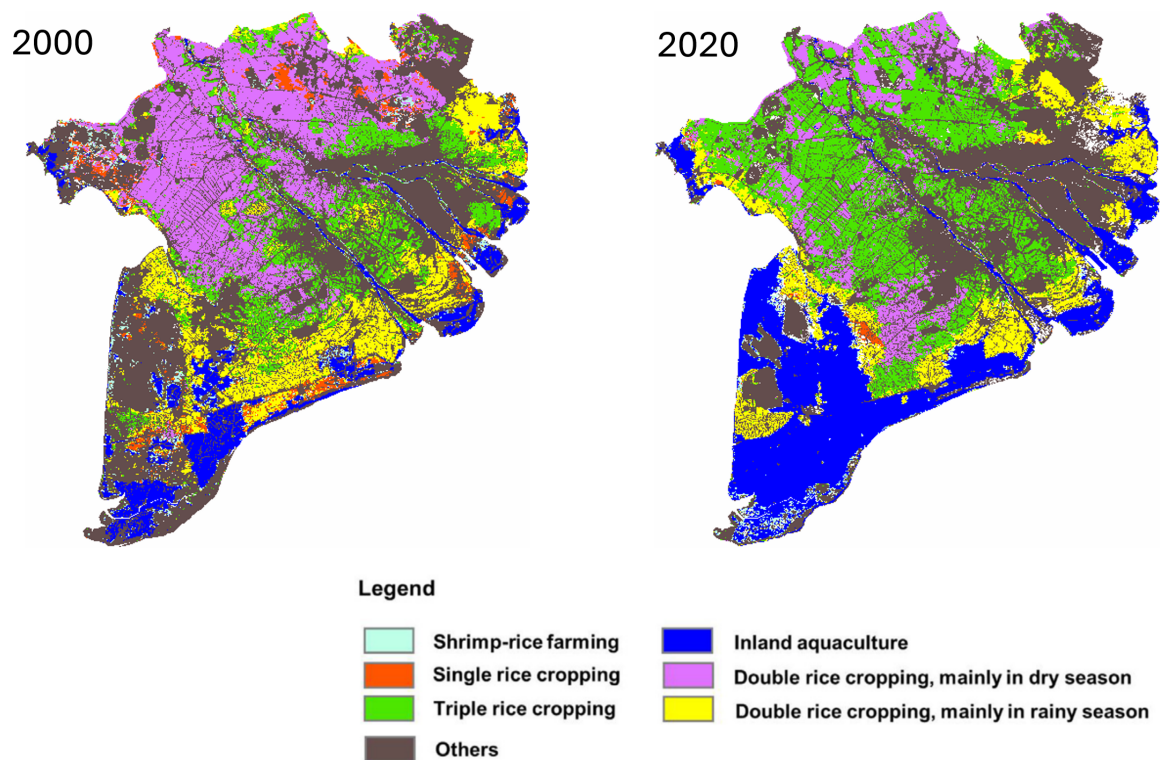 2000
2020
Legend
Shrimp-rice farming
Single rice cropping
Triple rice cropping
Others
Inland aquaculture
Double rice cropping, mainly in dry season
Double rice cropping, mainly in rainy season